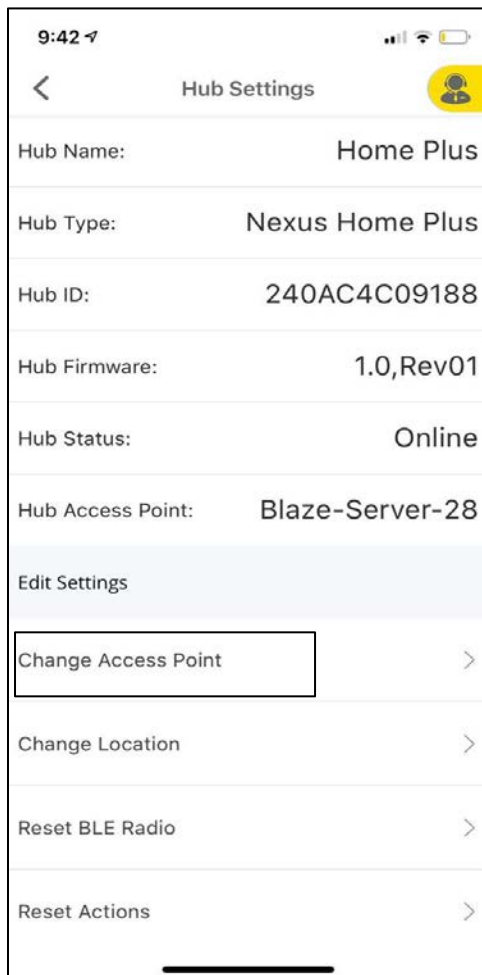 9:42
Hub Settings
Hub Name: Home Plus
Hub Type: Nexus Home Plus
Hub ID: 240AC4C09188
Hub Firmware: 1.0,Rev01
Hub Status: Online
Hub Access Point: Blaze-Server-28
Edit Settings
Change Access Point
Change Location
Reset BLE Radio
Reset Actions